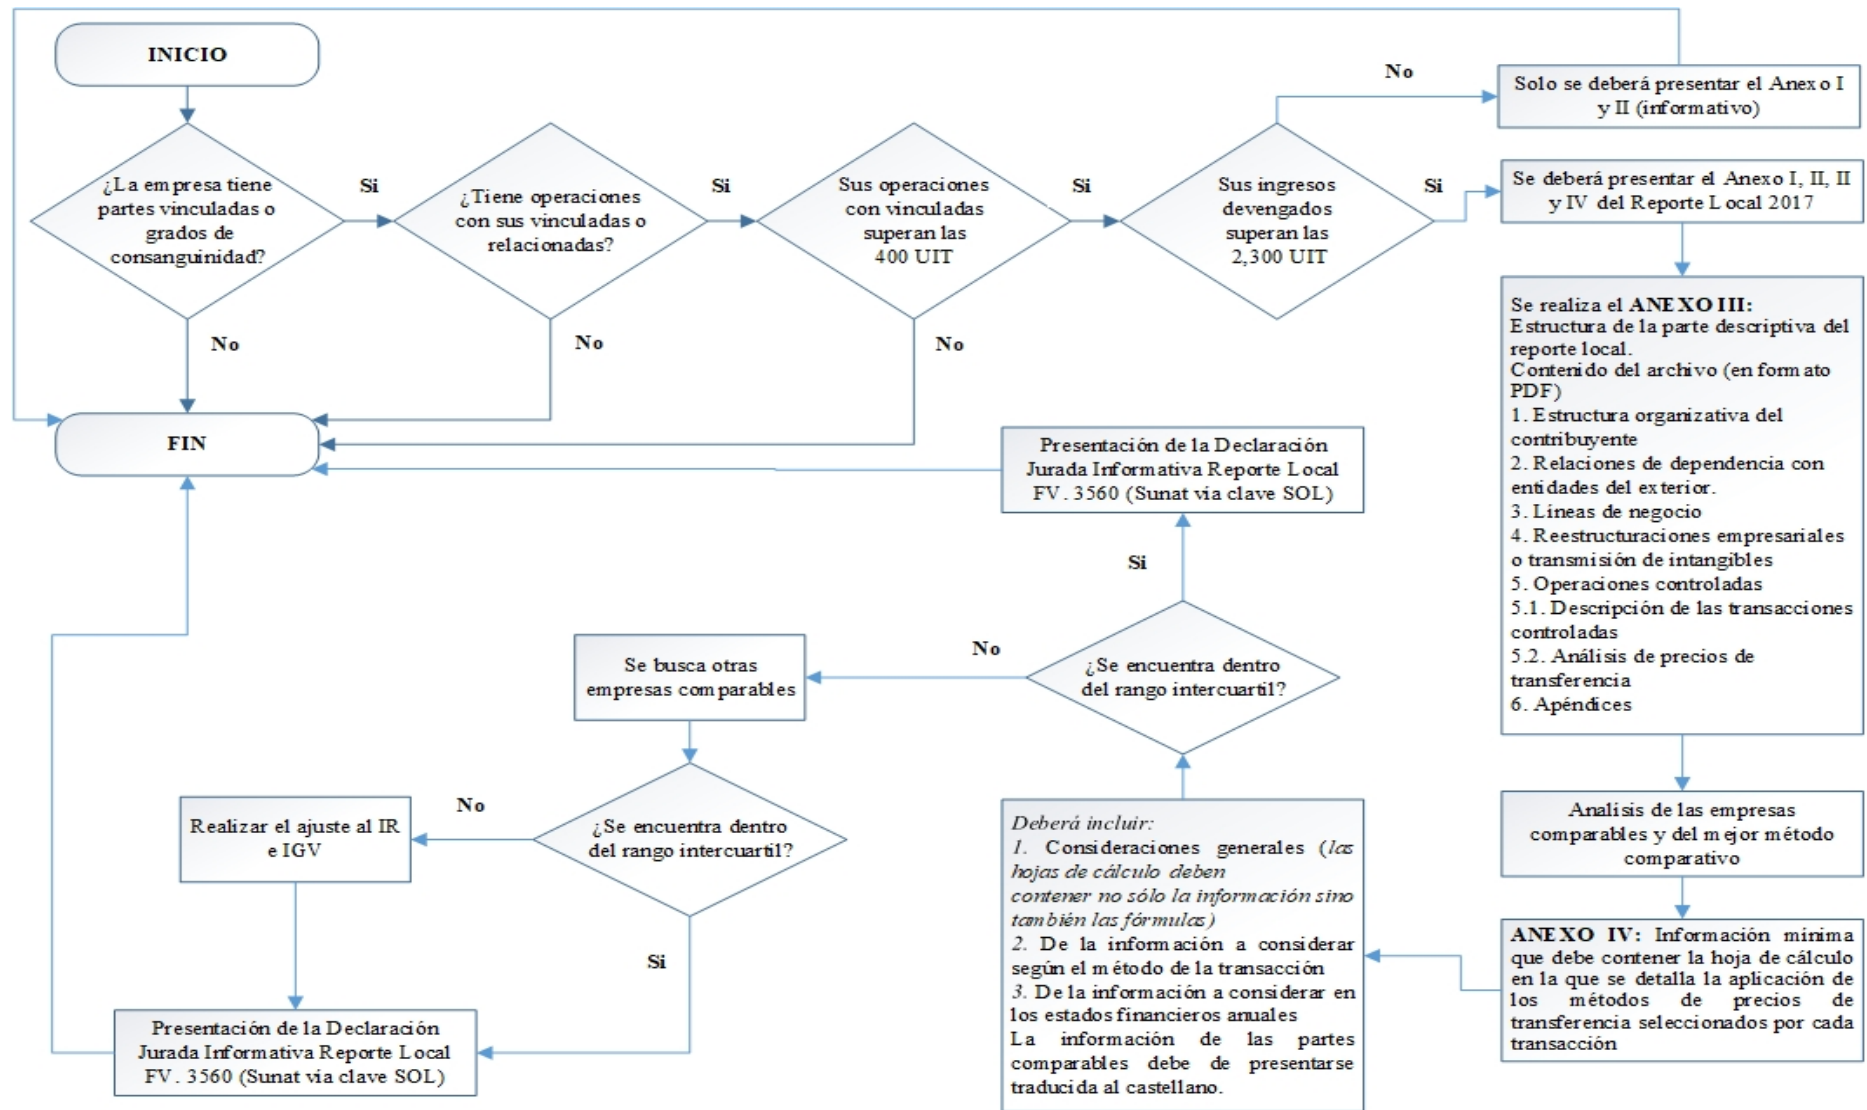 INICIO
¿La empresa tiene
partes vinculadas o
grados de
consanguinidad?
Si
No
¿Tiene operaciones
con sus vinculadas o
relacionadas?
Si
No
Sus operaciones
con vinculadas
superan las
400 UIT
Si
No
Sus ingresos
devengados
superan las
2,300 UIT
No
Si
Solo se deberá presentar el Anexo I
y II (informativo)
Se deberá presentar el Anexo I, II, II
y IV del Reporte Local 2017
Se realiza el ANEXO III:
Estructura de la parte descriptiva del
reporte local.
Contenido del archivo (en formato
PDF)
1. Estructura organizativa del
contribuyente
2. Relaciones de dependencia con
entidades del exterior.
3. Líneas de negocio
4. Reestructuraciones empresariales
o transmisión de intangibles
5. Operaciones controladas
5.1. Descripción de las transacciones
controladas
5.2. Análisis de precios de
transferencia
6. Apéndices
Analísis de las empresas
comparables y del mejor método
comparativo
ANEXO IV: Información mínima
que debe contener la hoja de cálculo
en la que se detalla la aplicación de
los métodos de precios de
transferencia seleccionados por cada
transacción
Deberá incluir:
1. Consideraciones generales (las
hojas de cálculo deben
contener no sólo la información sino
también las fórmulas)
2. De la información a considerar
según el método de la transacción
3. De la información a considerar en
los estados financieros anuales
La información de las partes
comparables debe de presentarse
traducida al castellano.
¿Se encuentra dentro
del rango intercuartil?
Si
No
Presentación de la Declaración
Jurada Informativa Reporte Local
FV. 3560 (Sunat vía clave SOL)
Se busca otras
empresas comparables
¿Se encuentra dentro
del rango intercuartil?
No
Si
Realizar el ajuste al IR
e IGV
Presentación de la Declaración
Jurada Informativa Reporte Local
FV. 3560 (Sunat vía clave SOL)
FIN